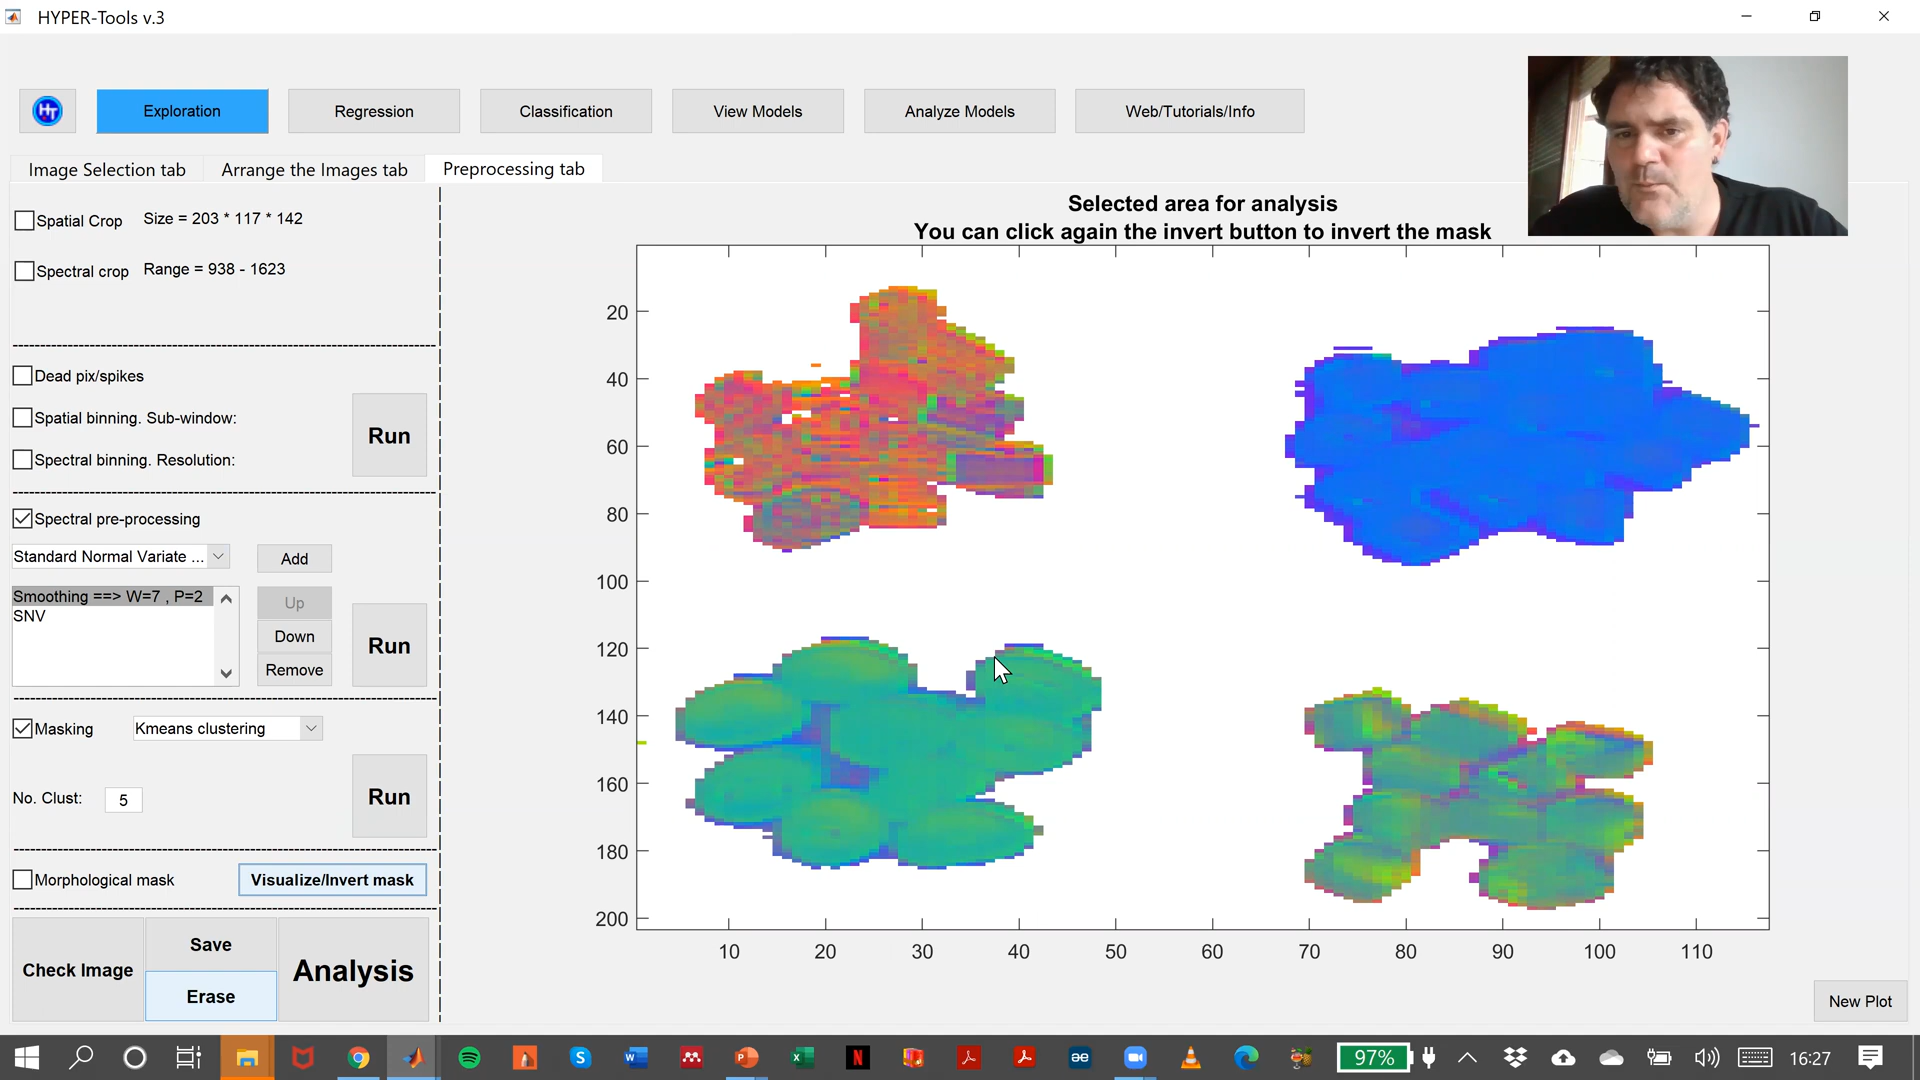 HYPER-Tools v.3
HT
Exploration
Regression
Classification
View Models
Analyze Models
Web/Tutorials/Info
Image Selection tab
Arrange the Images tab
Preprocessing tab
Spatial Crop
Size = 203 * 117 * 142
Spectral crop
Range = 938 - 1623
Dead pix/spikes
Spatial binning. Sub-window:
Spectral binning. Resolution:
Run
Spectral pre-processing
Standard Normal Variate ...
Add
Smoothing ==> W=7 , P=2
SNV
Up
Down
Remove
Run
Masking
Kmeans clustering
No. Clust:
5
Run
Morphological mask
Visualize/Invert mask
Check Image
Save
Erase
Analysis
Selected area for analysis
You can click again the invert button to invert the mask
20
40
60
80
100
120
140
160
180
200
10
20
30
40
50
60
70
80
90
100
110
New Plot
97%
16:27